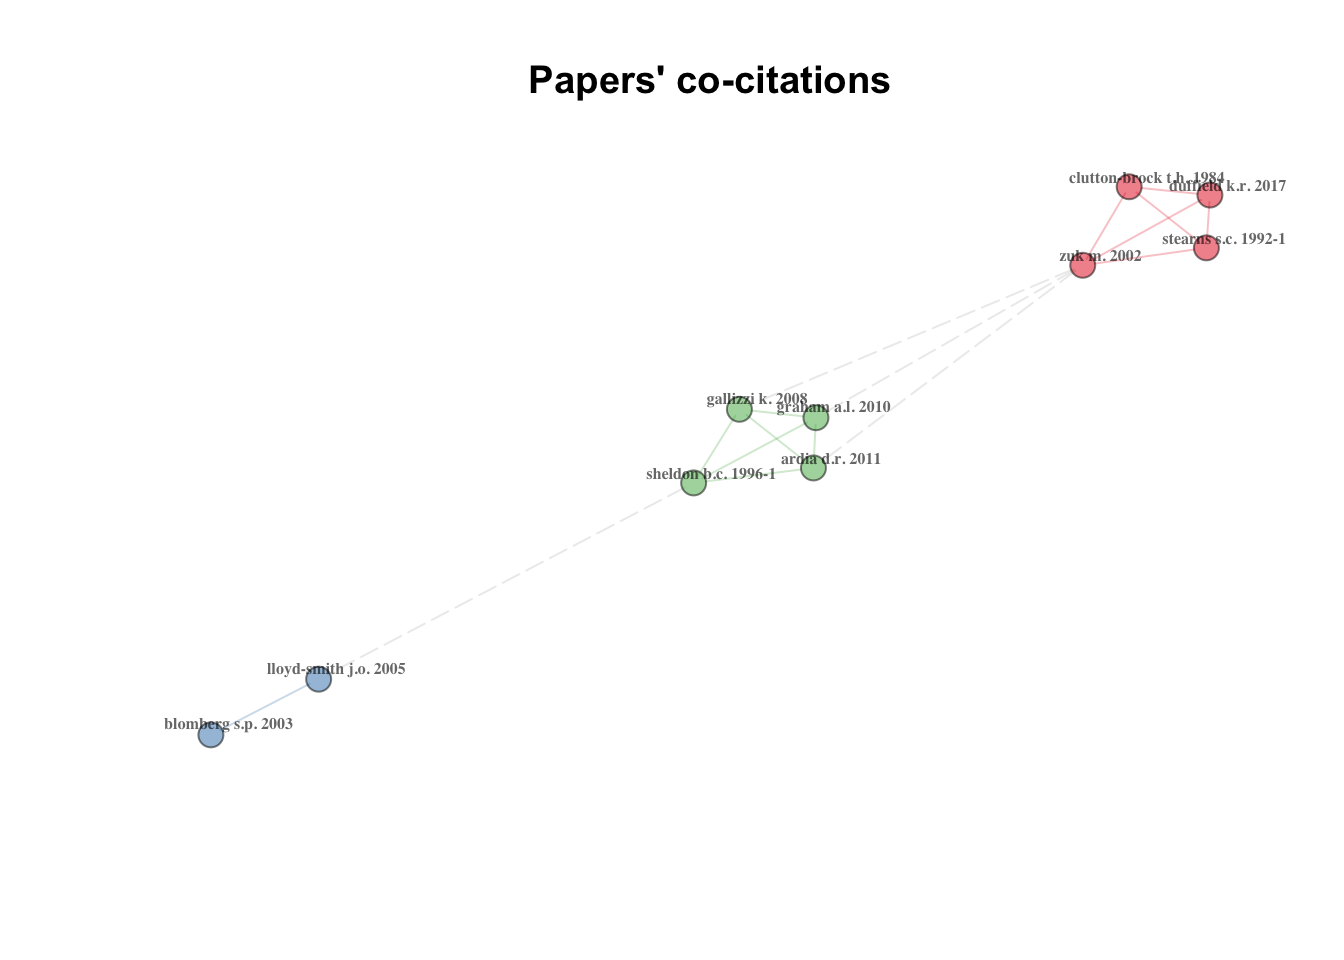 Papers' co-citations
clutton-brock t.h. 1984
duffield k.r. 2017
stearns s.c. 1992-1
zuk m. 2002
gallizzi k. 2008
graham a.l. 2010
ardia d.r. 2011
sheldon b.c. 1996-1
lloyd-smith j.o. 2005
blomberg s.p. 2003